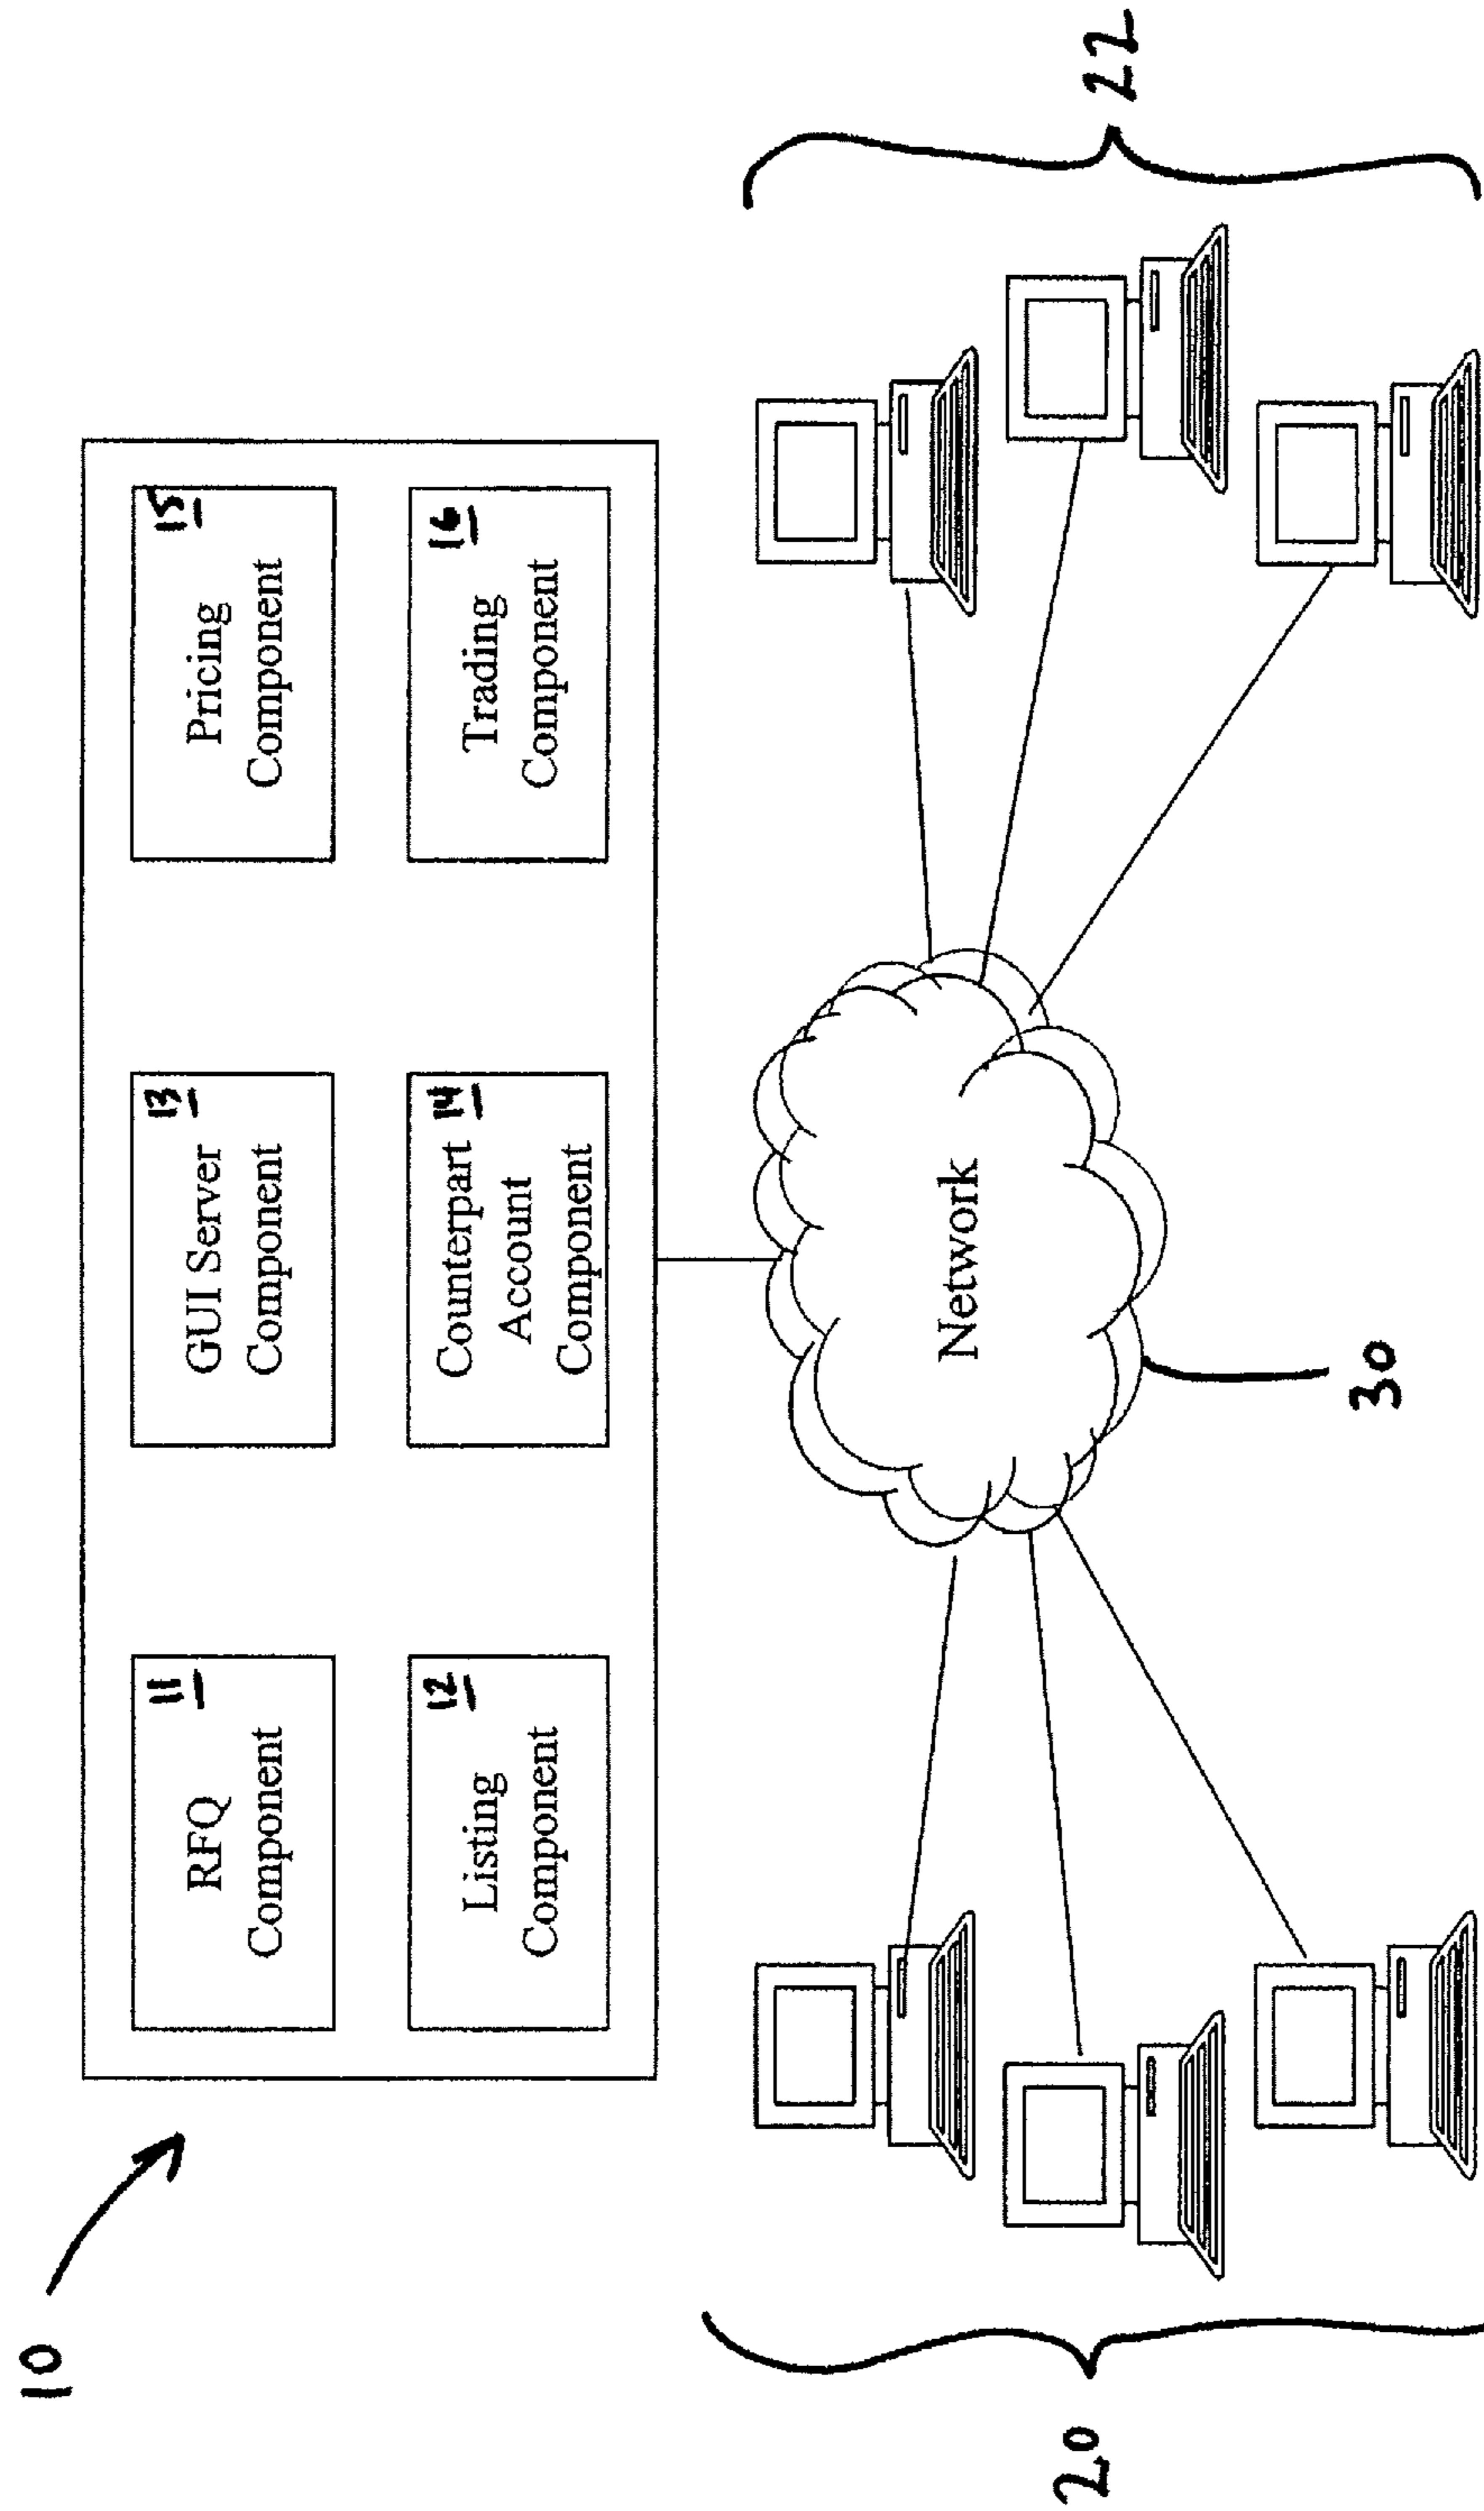 10
RFQ
Component
11
GUI Server
Component
13
Pricing
Component
15
Listing
Component
12
Counterpart
Account
Component
14
Trading
Component
16
Network
30
20
22